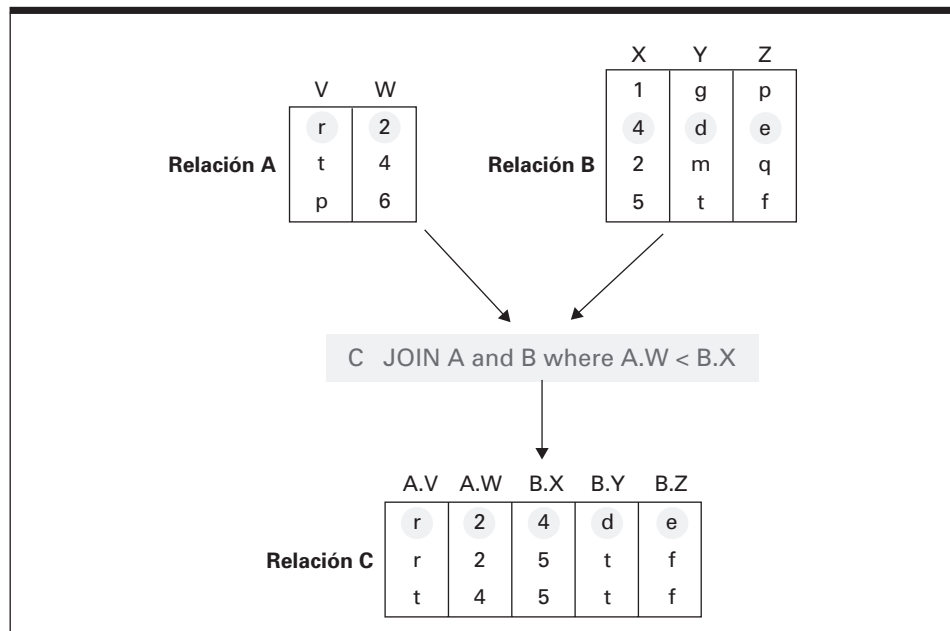 V W
Relación A
r 2
t 4
p 6
X Y Z
Relación B
1 g p
4 d e
2 m q
5 t f
C JOIN A and B where A.W < B.X
A.V A.W B.X B.Y B.Z
Relación C
r 2 4 d e
r 2 5 t f
t 4 5 t f